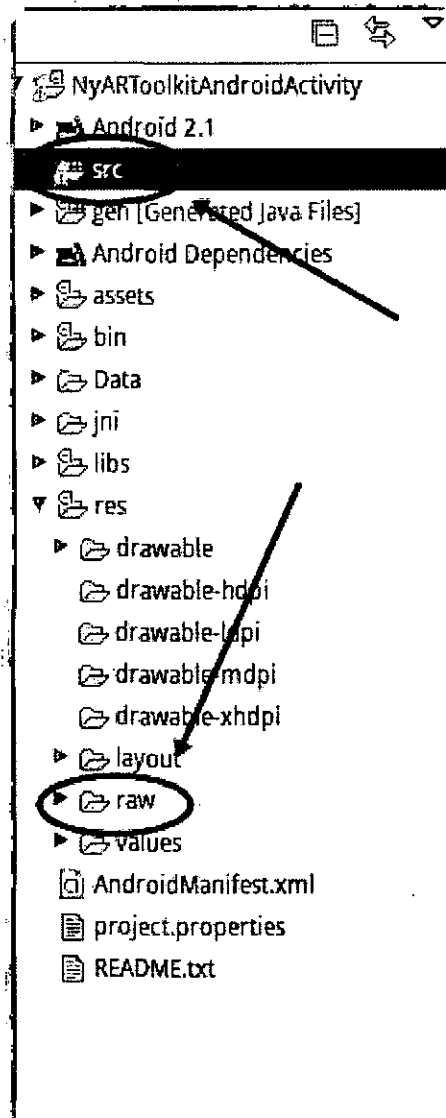 NyARToolkitAndroidActivity
Android 2.1
src
gen [Generated Java Files]
Android Dependencies
assets
bin
Data
jni
libs
res
drawable
drawable-hdpi
drawable-ldpi
drawable-mdpi
drawable-xhdpi
layout
raw
values
AndroidManifest.xml
project.properties
README.txt